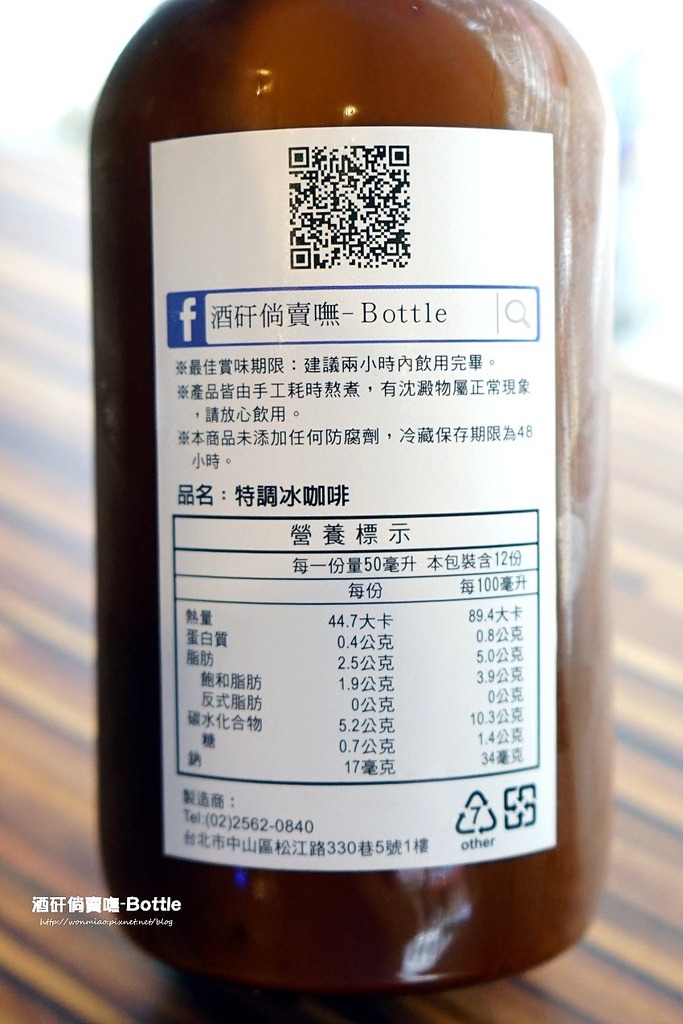 f 酒矸倘賣嘸-Bottle
※最佳賞味期限：建議兩小時內飲用完畢。
※產品皆由手工耗時熬煮，有沈澱物屬正常現象
，請放心飲用。
※本商品未添加任何防腐劑，冷藏保存期限為48
小時。
品名：特調冰咖啡
營養標示
每一份量50毫升 本包裝含12份
每份 每100毫升
熱量 44.7大卡 89.4大卡
蛋白質 0.4公克 0.8公克
脂肪 2.5公克 5.0公克
飽和脂肪 1.9公克 3.9公克
反式脂肪 0公克 0公克
碳水化合物 5.2公克 10.3公克
糖 0.7公克 1.4公克
鈉 17毫克 34毫克
製造商：
Tel:(02)2562-0840
台北市中山區松江路330巷5號1樓
7
other
酒矸倘賣嘸-Bottle
http://wonmiao.pixnet.net/blog